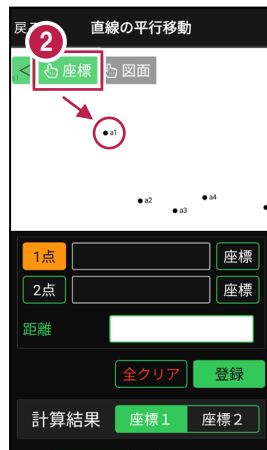 戻 直線の平行移動
2
< 座標 図面
a1
a1
a2 a4
a3
1点 座標
2点 座標
距離
全クリア 登録
計算結果 座標1 座標2